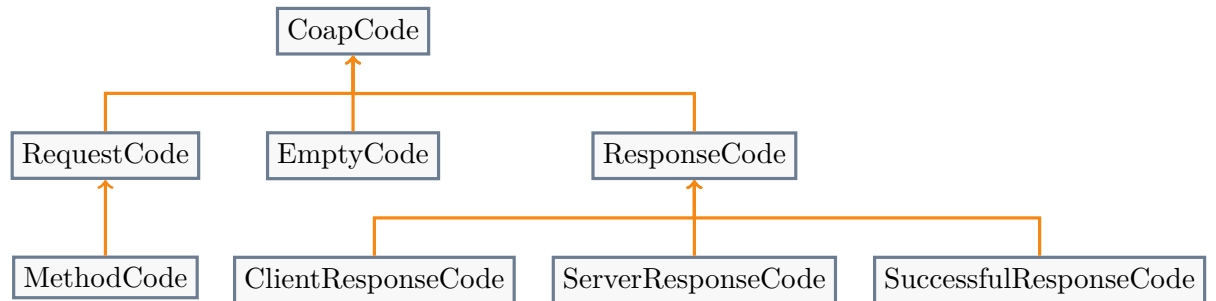 CoapCode
RequestCode
EmptyCode
ResponseCode
MethodCode
ClientResponseCode
ServerResponseCode
SuccessfulResponseCode